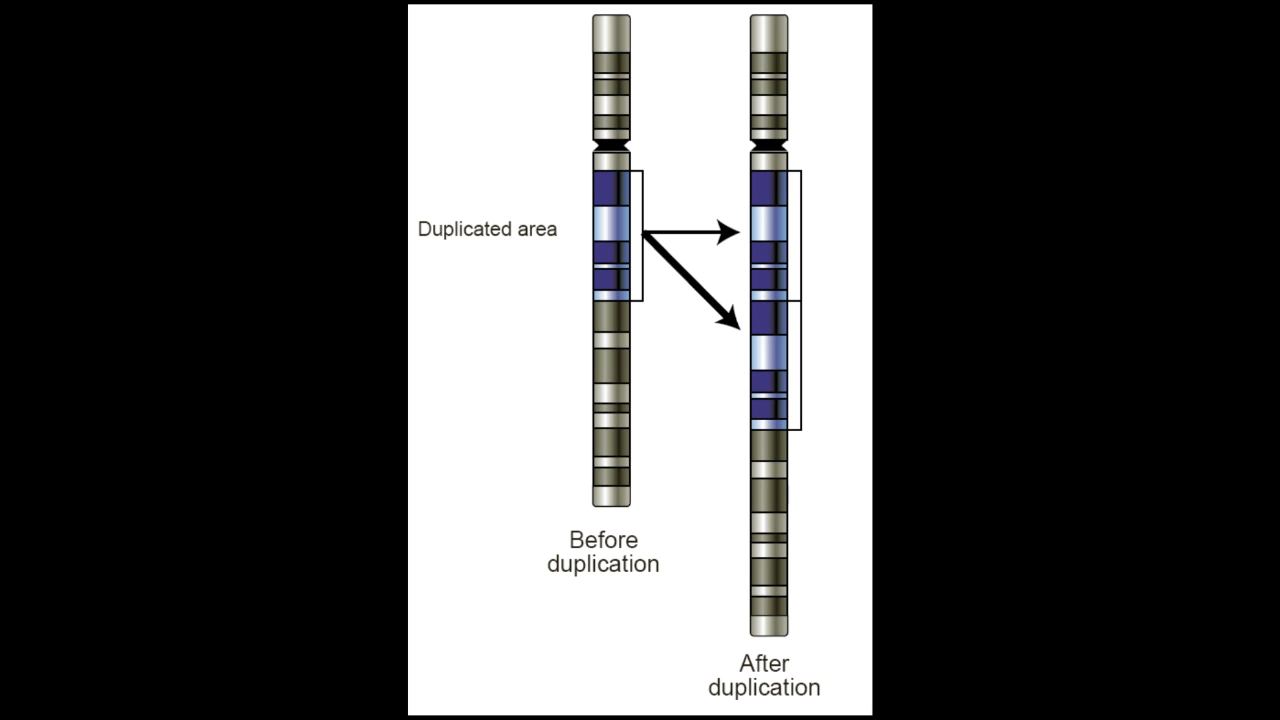 Duplicated area
Before
duplication
After
duplication